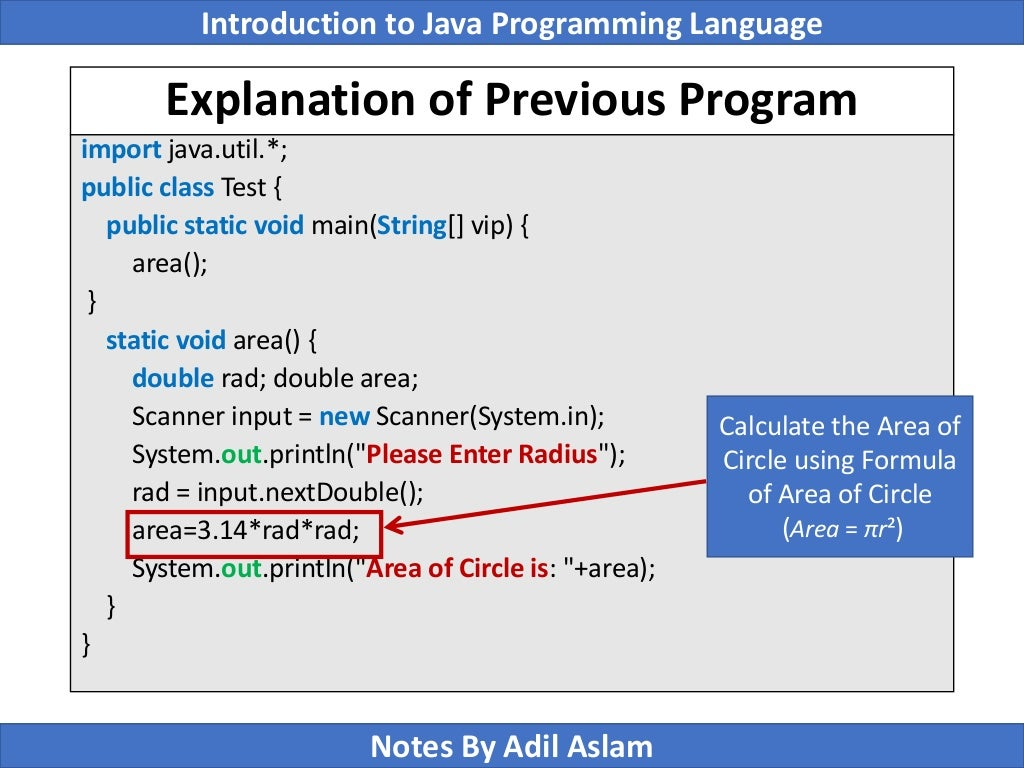 Introduction to Java Programming Language
Explanation of Previous Program
import java.util.*;
public class Test {
public static void main(String[] vip) {
area();
}
static void area() {
double rad; double area;
Scanner input = new Scanner(System.in);
System.out.println("Please Enter Radius");
rad = input.nextDouble();
area=3.14*rad*rad;
System.out.println("Area of Circle is: "+area);
}
}
Calculate the Area of
Circle using Formula
of Area of Circle
(Area = πr²)
Notes By Adil Aslam